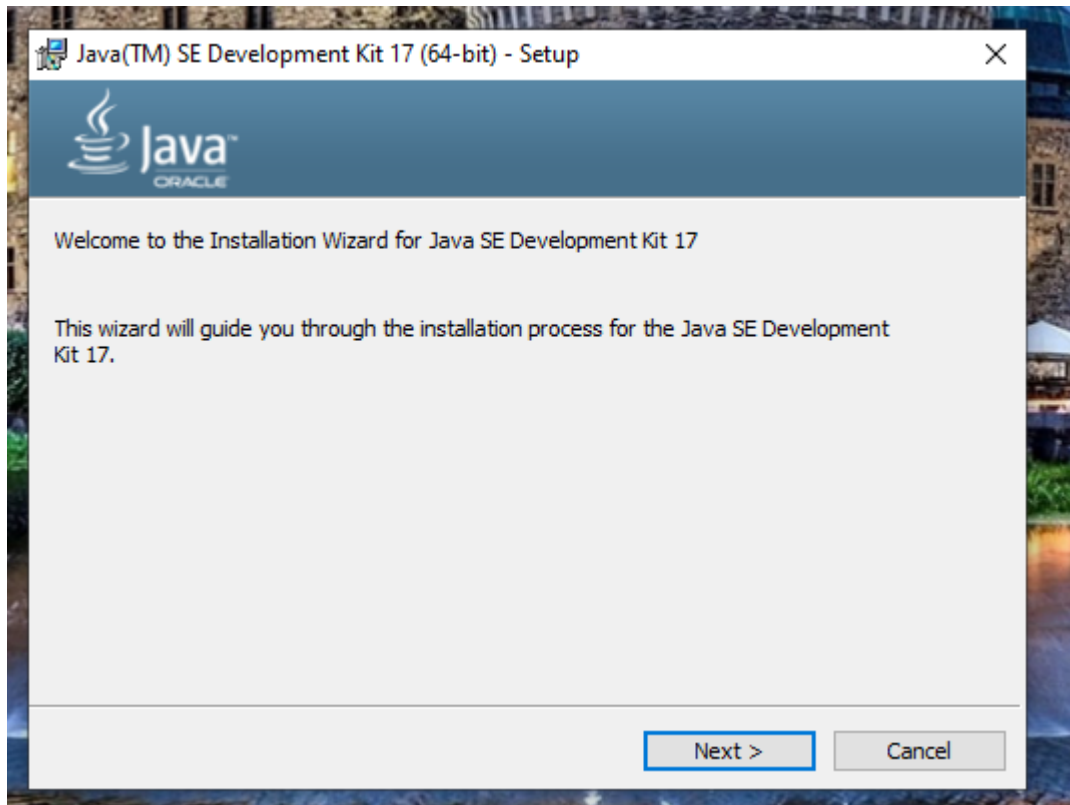 Java(TM) SE Development Kit 17 (64-bit) - Setup
Java™
ORACLE
Welcome to the Installation Wizard for Java SE Development Kit 17
This wizard will guide you through the installation process for the Java SE Development
Kit 17.
Next >
Cancel